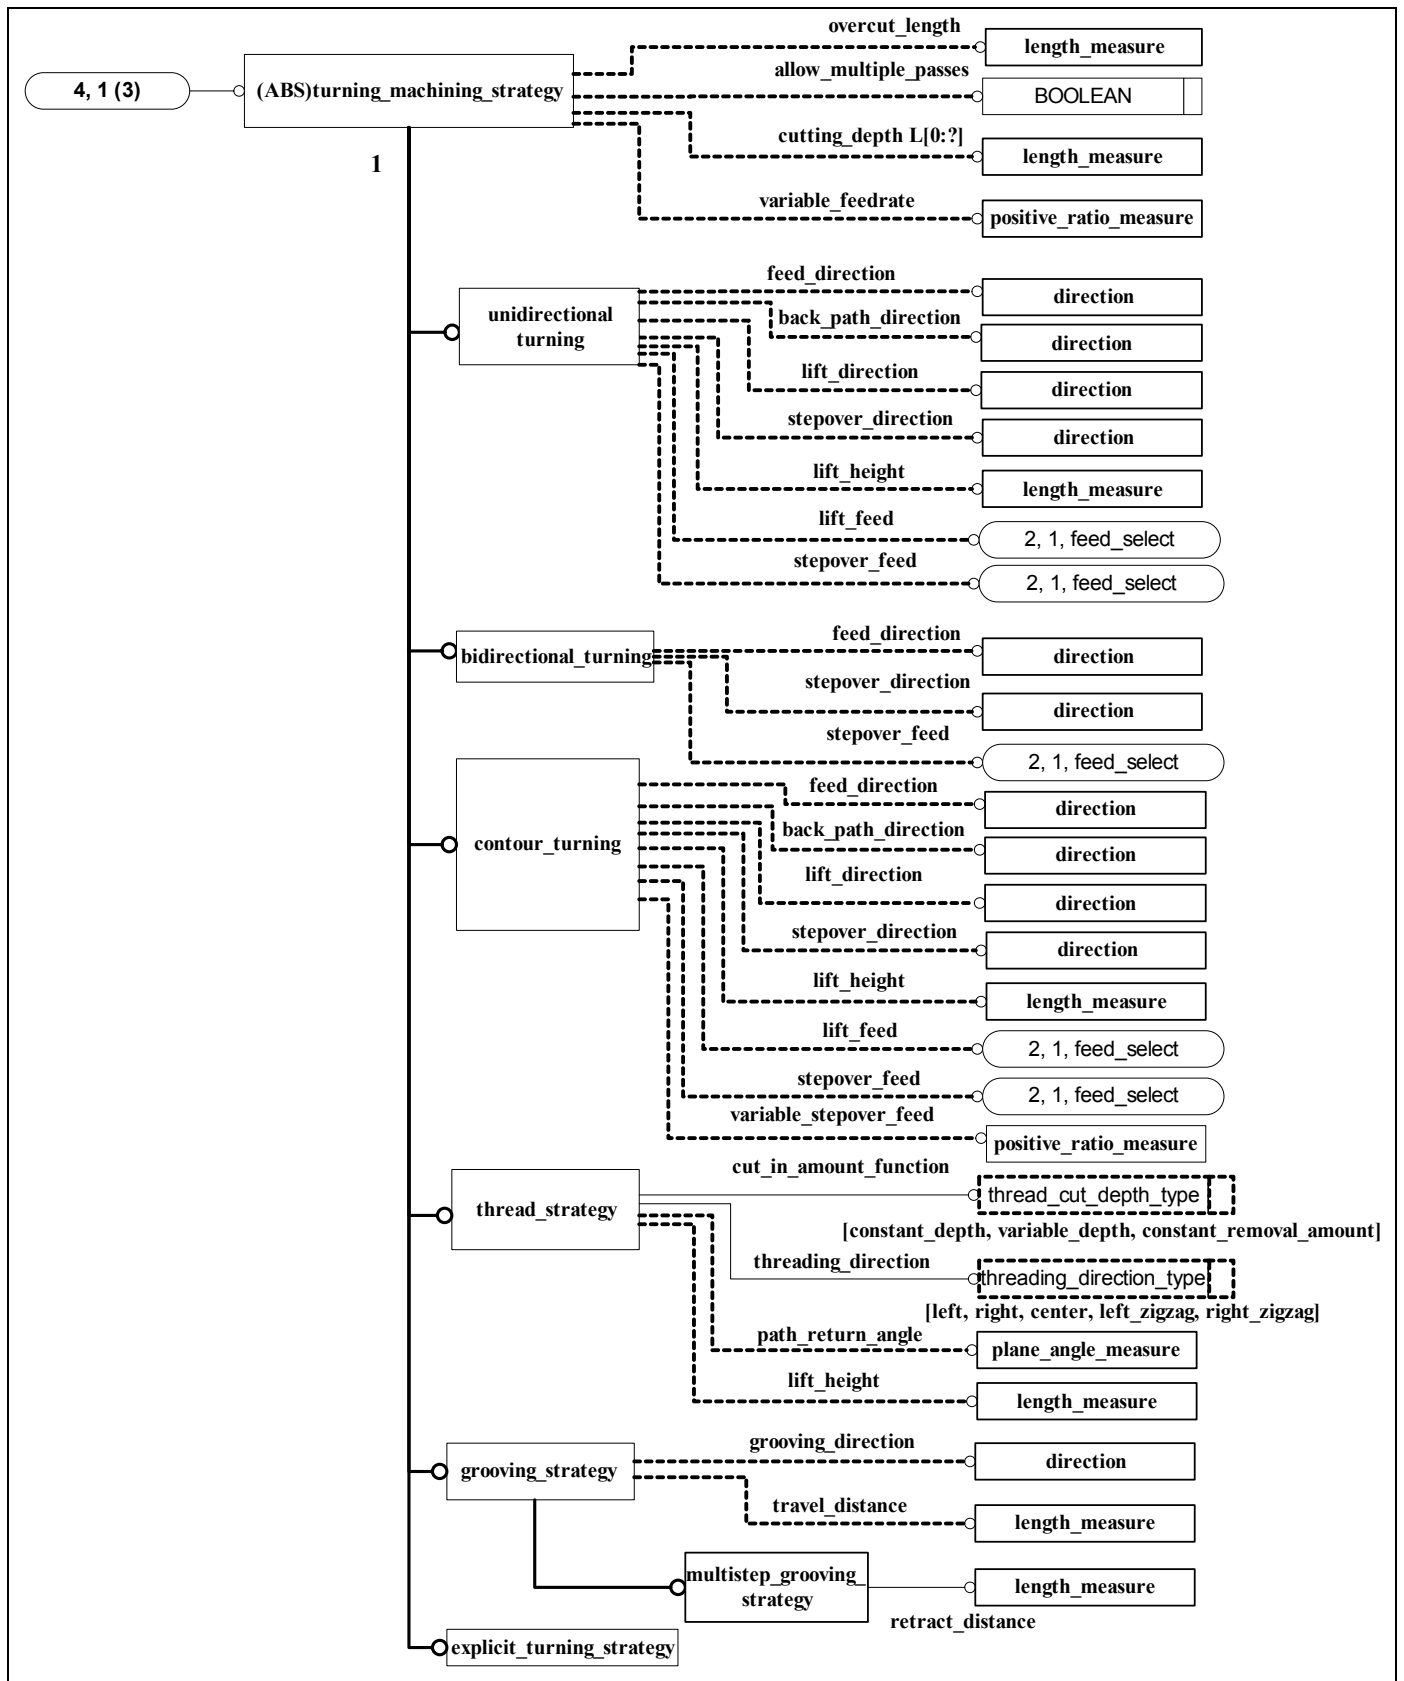 overcut_length
length_measure
4, 1 (3)
(ABS)turning_machining_strategy
allow_multiple_passes
BOOLEAN
1
cutting_depth L[0:?]
length_measure
variable_feedrate
positive_ratio_measure
unidirectional
turning
feed_direction
direction
back_path_direction
direction
lift_direction
direction
stepover_direction
direction
lift_height
length_measure
lift_feed
2, 1, feed_select
stepover_feed
2, 1, feed_select
bidirectional_turning
feed_direction
direction
stepover_direction
direction
stepover_feed
2, 1, feed_select
contour_turning
feed_direction
direction
back_path_direction
direction
lift_direction
direction
stepover_direction
direction
lift_height
length_measure
lift_feed
2, 1, feed_select
stepover_feed
2, 1, feed_select
variable_stepover_feed
positive_ratio_measure
thread_strategy
cut_in_amount_function
thread_cut_depth_type
[constant_depth, variable_depth, constant_removal_amount]
threading_direction
threading_direction_type
[left, right, center, left_zigzag, right_zigzag]
path_return_angle
plane_angle_measure
lift_height
length_measure
grooving_strategy
grooving_direction
direction
travel_distance
length_measure
multistep_grooving_
strategy
length_measure
retract_distance
explicit_turning_strategy